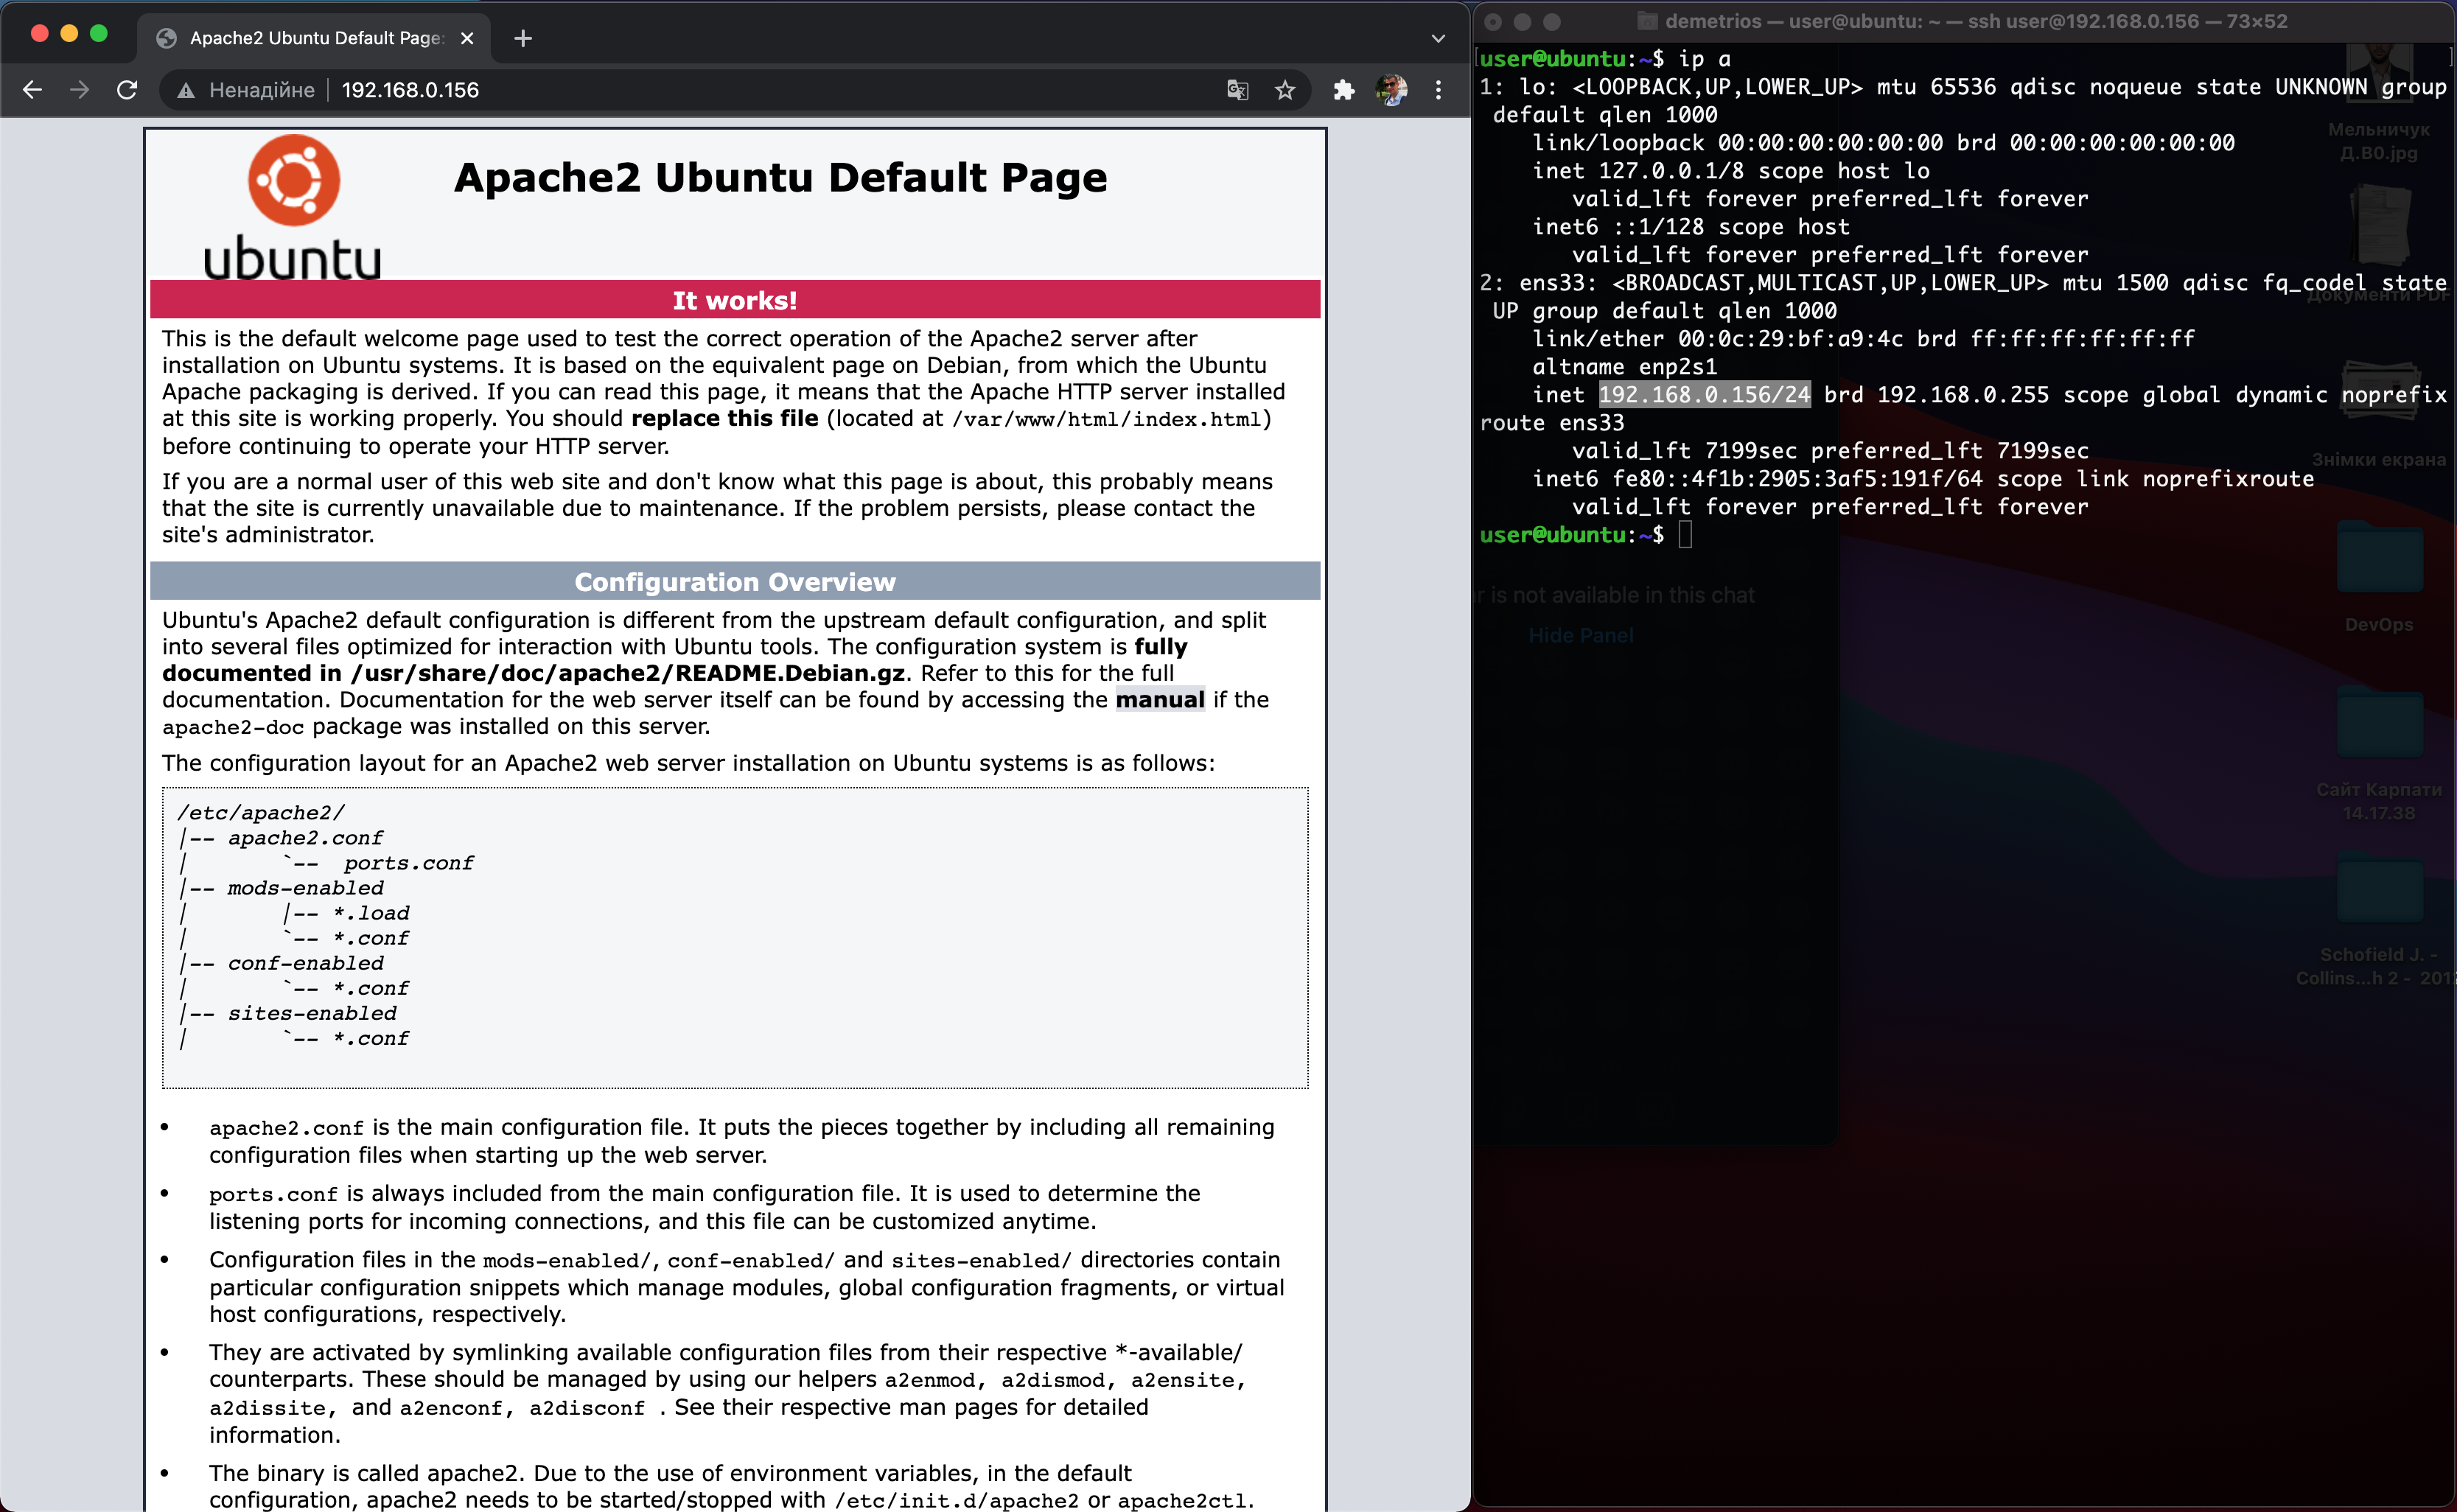 Apache2 Ubuntu Default Page:
Ненадійне
192.168.0.156
ubuntu
Apache2 Ubuntu Default Page
It works!
This is the default welcome page used to test the correct operation of the Apache2 server after
installation on Ubuntu systems. It is based on the equivalent page on Debian, from which the Ubuntu
Apache packaging is derived. If you can read this page, it means that the Apache HTTP server installed
at this site is working properly. You should replace this file (located at /var/www/html/index.html)
before continuing to operate your HTTP server.
If you are a normal user of this web site and don't know what this page is about, this probably means
that the site is currently unavailable due to maintenance. If the problem persists, please contact the
site's administrator.
Configuration Overview
Ubuntu's Apache2 default configuration is different from the upstream default configuration, and split
into several files optimized for interaction with Ubuntu tools. The configuration system is fully
documented in /usr/share/doc/apache2/README.Debian.gz. Refer to this for the full
documentation. Documentation for the web server itself can be found by accessing the manual if the
apache2-doc package was installed on this server.
The configuration layout for an Apache2 web server installation on Ubuntu systems is as follows:
/etc/apache2/
|-- apache2.conf
|       `--  ports.conf
|-- mods-enabled
|       |-- *.load
|       `-- *.conf
|-- conf-enabled
|       `-- *.conf
|-- sites-enabled
|       `-- *.conf
• apache2.conf is the main configuration file. It puts the pieces together by including all remaining
configuration files when starting up the web server.
• ports.conf is always included from the main configuration file. It is used to determine the
listening ports for incoming connections, and this file can be customized anytime.
• Configuration files in the mods-enabled/, conf-enabled/ and sites-enabled/ directories contain
particular configuration snippets which manage modules, global configuration fragments, or virtual
host configurations, respectively.
• They are activated by symlinking available configuration files from their respective *-available/
counterparts. These should be managed by using our helpers a2enmod, a2dismod, a2ensite,
a2dissite, and a2enconf, a2disconf . See their respective man pages for detailed
information.
• The binary is called apache2. Due to the use of environment variables, in the default
configuration, apache2 needs to be started/stopped with /etc/init.d/apache2 or apache2ctl.
demetrios — user@ubuntu: ~ — ssh user@192.168.0.156 — 73×52
user@ubuntu:~$ ip a
1: lo: <LOOPBACK,UP,LOWER_UP> mtu 65536 qdisc noqueue state UNKNOWN group
default qlen 1000
link/loopback 00:00:00:00:00:00 brd 00:00:00:00:00:00
inet 127.0.0.1/8 scope host lo
valid_lft forever preferred_lft forever
inet6 ::1/128 scope host
valid_lft forever preferred_lft forever
2: ens33: <BROADCAST,MULTICAST,UP,LOWER_UP> mtu 1500 qdisc fq_codel state
UP group default qlen 1000
link/ether 00:0c:29:bf:a9:4c brd ff:ff:ff:ff:ff:ff
altname enp2s1
inet 192.168.0.156/24 brd 192.168.0.255 scope global dynamic noprefix
route ens33
valid_lft 7199sec preferred_lft 7199sec
inet6 fe80::4f1b:2905:3af5:191f/64 scope link noprefixroute
valid_lft forever preferred_lft forever
user@ubuntu:~$
r is not available in this chat
Hide Panel
Мельничук
Д.В0.jpg
Документи PDF
Знімки екрана
DevOps
Сайт Карпати
14.17.38
Schofield J. -
Collins...h 2 - 201